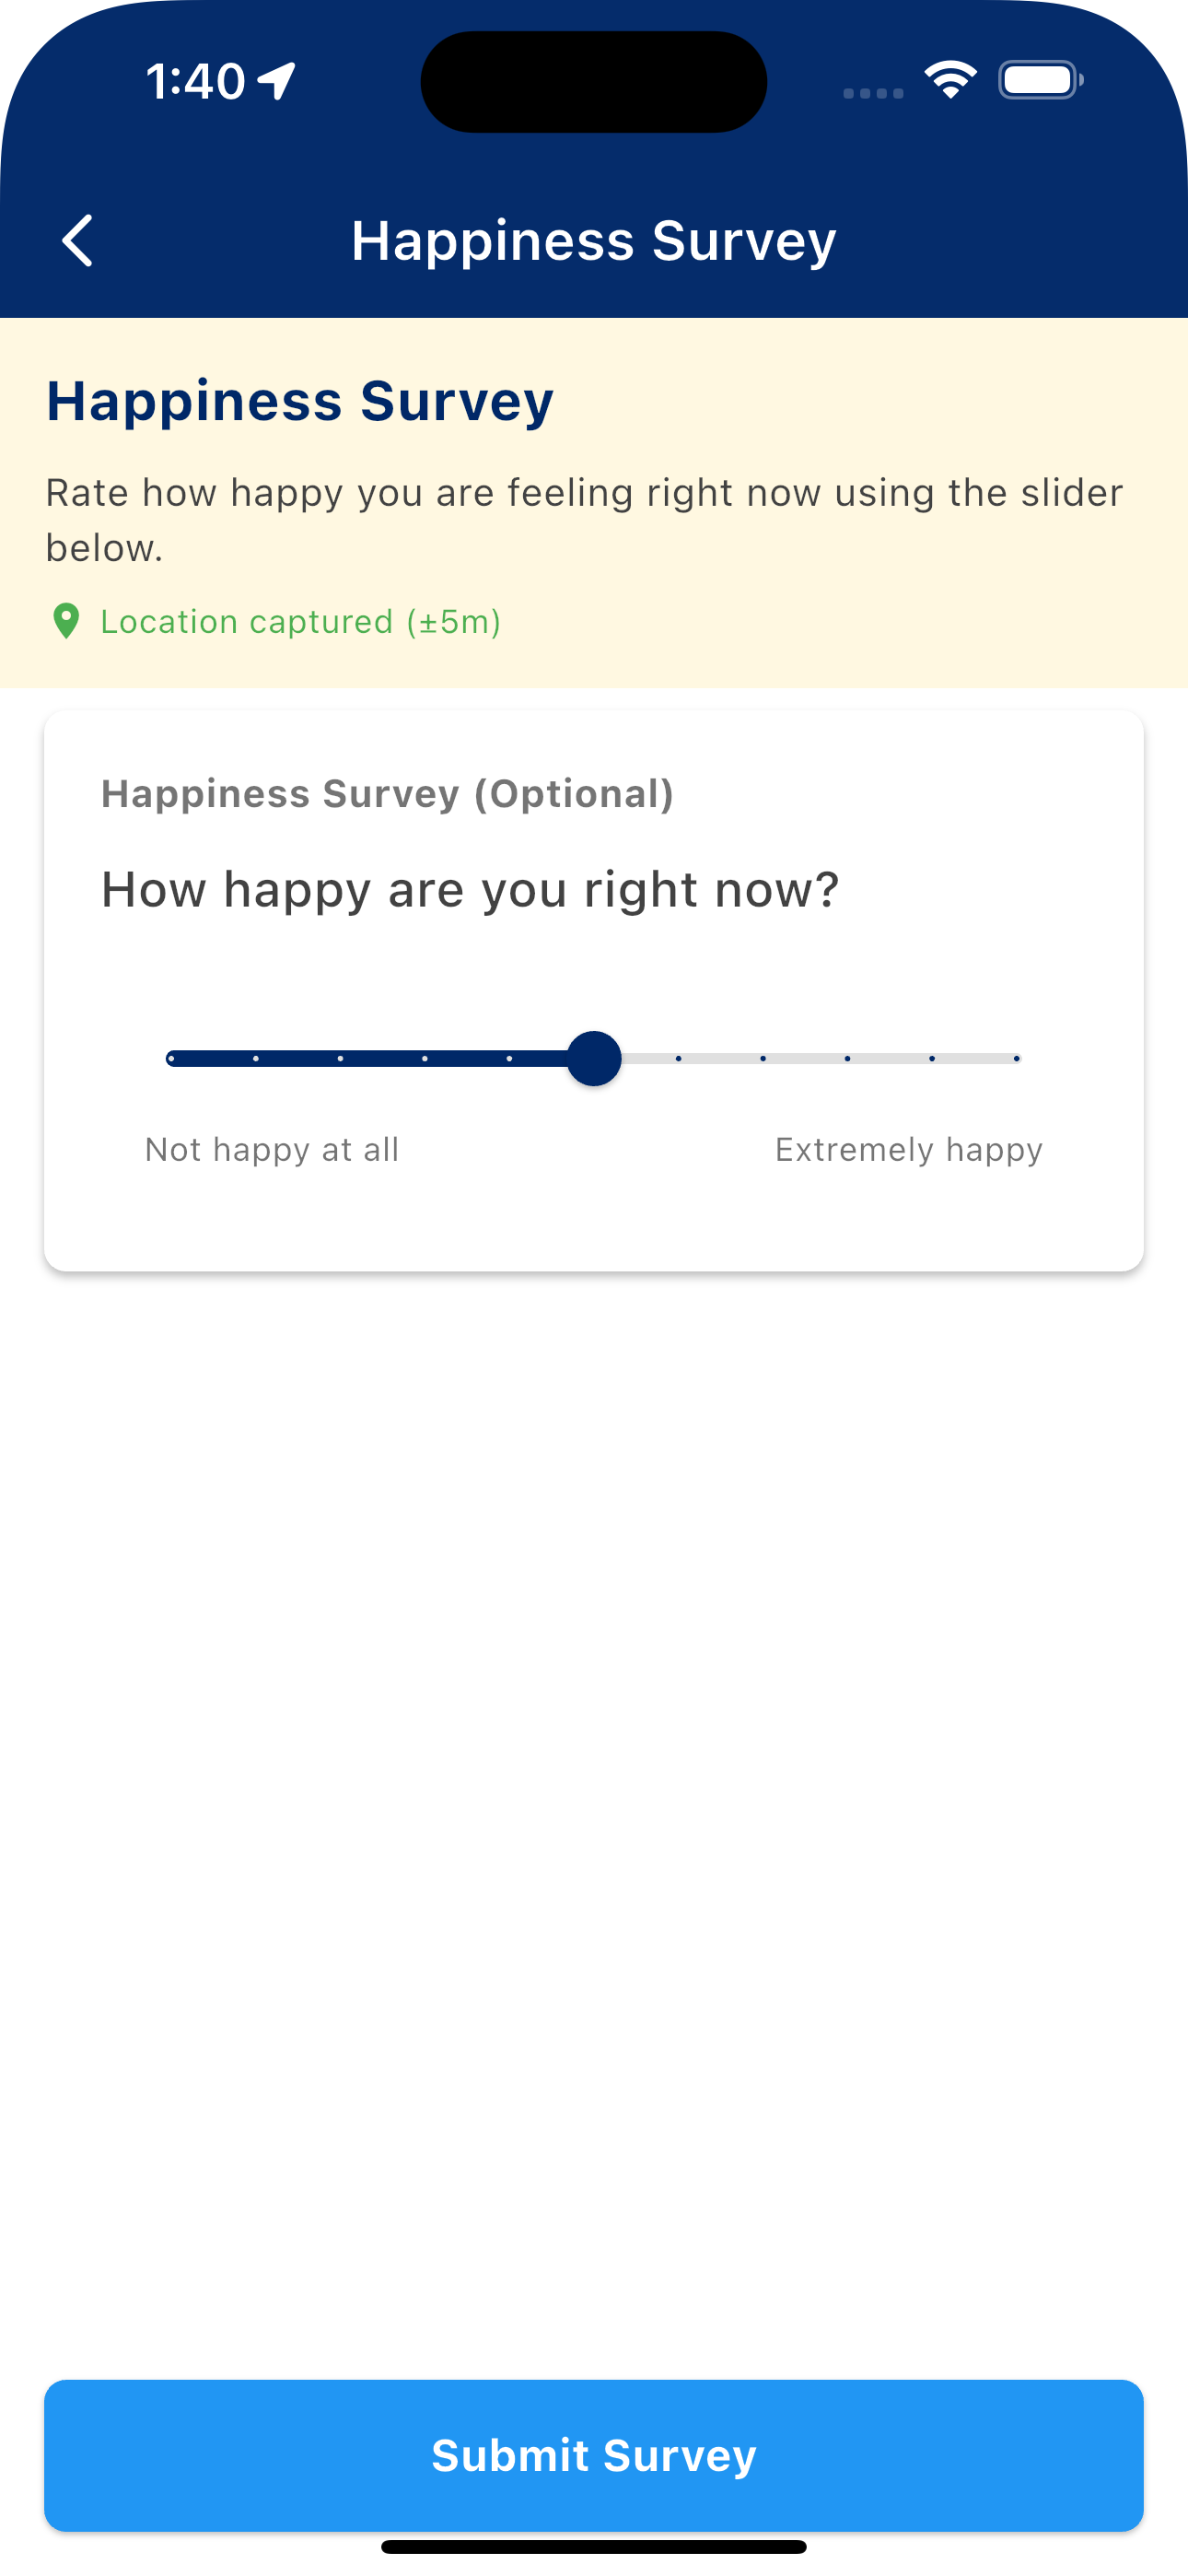 1:40
Happiness Survey
Happiness Survey
Rate how happy you are feeling right now using the slider
below.
Location captured (±5m)
Happiness Survey (Optional)
How happy are you right now?
Not happy at all
Extremely happy
Submit Survey